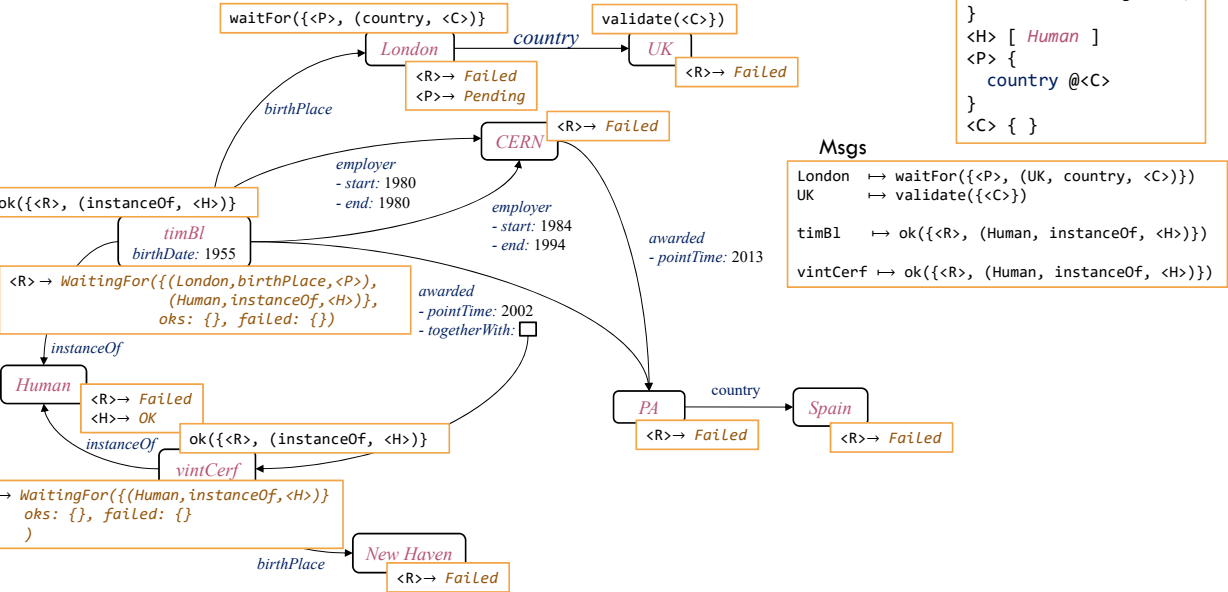 waitFor({<P>, (country, <C>)}
validate(<C>})
}
<H> [ Human ]
<P> {
country @<C>
}
<C> { }
London
country
UK
<R>→ Failed
<P>→ Pending
<R>→ Failed
birthPlace
CERN
<R>→ Failed
Msgs
London ↦ waitFor({<P>, (UK, country, <C>)})
UK ↦ validate({<C>})
timBl ↦ ok({<R>, (Human, instanceOf, <H>)})
vintCerf ↦ ok({<R>, (Human, instanceOf, <H>)})
employer
- start: 1980
- end: 1980
ok({<R>, (instanceOf, <H>)}
timBl
birthDate: 1955
employer
- start: 1984
- end: 1994
awarded
- pointTime: 2013
<R>→ WaitingFor({(London,birthPlace,<P>),
(Human,instanceOf,<H>)},
oks: {}, failed: {})
awarded
- pointTime: 2002
- togetherWith:
instanceOf
Human
<R>→ Failed
<H>→ OK
PA
country
Spain
<R>→ Failed
<R>→ Failed
instanceOf
ok({<R>, (instanceOf, <H>)}
vintCerf
→ WaitingFor({(Human,instanceOf,<H>)}
oks: {}, failed: {}
)
birthPlace
New Haven
<R>→ Failed